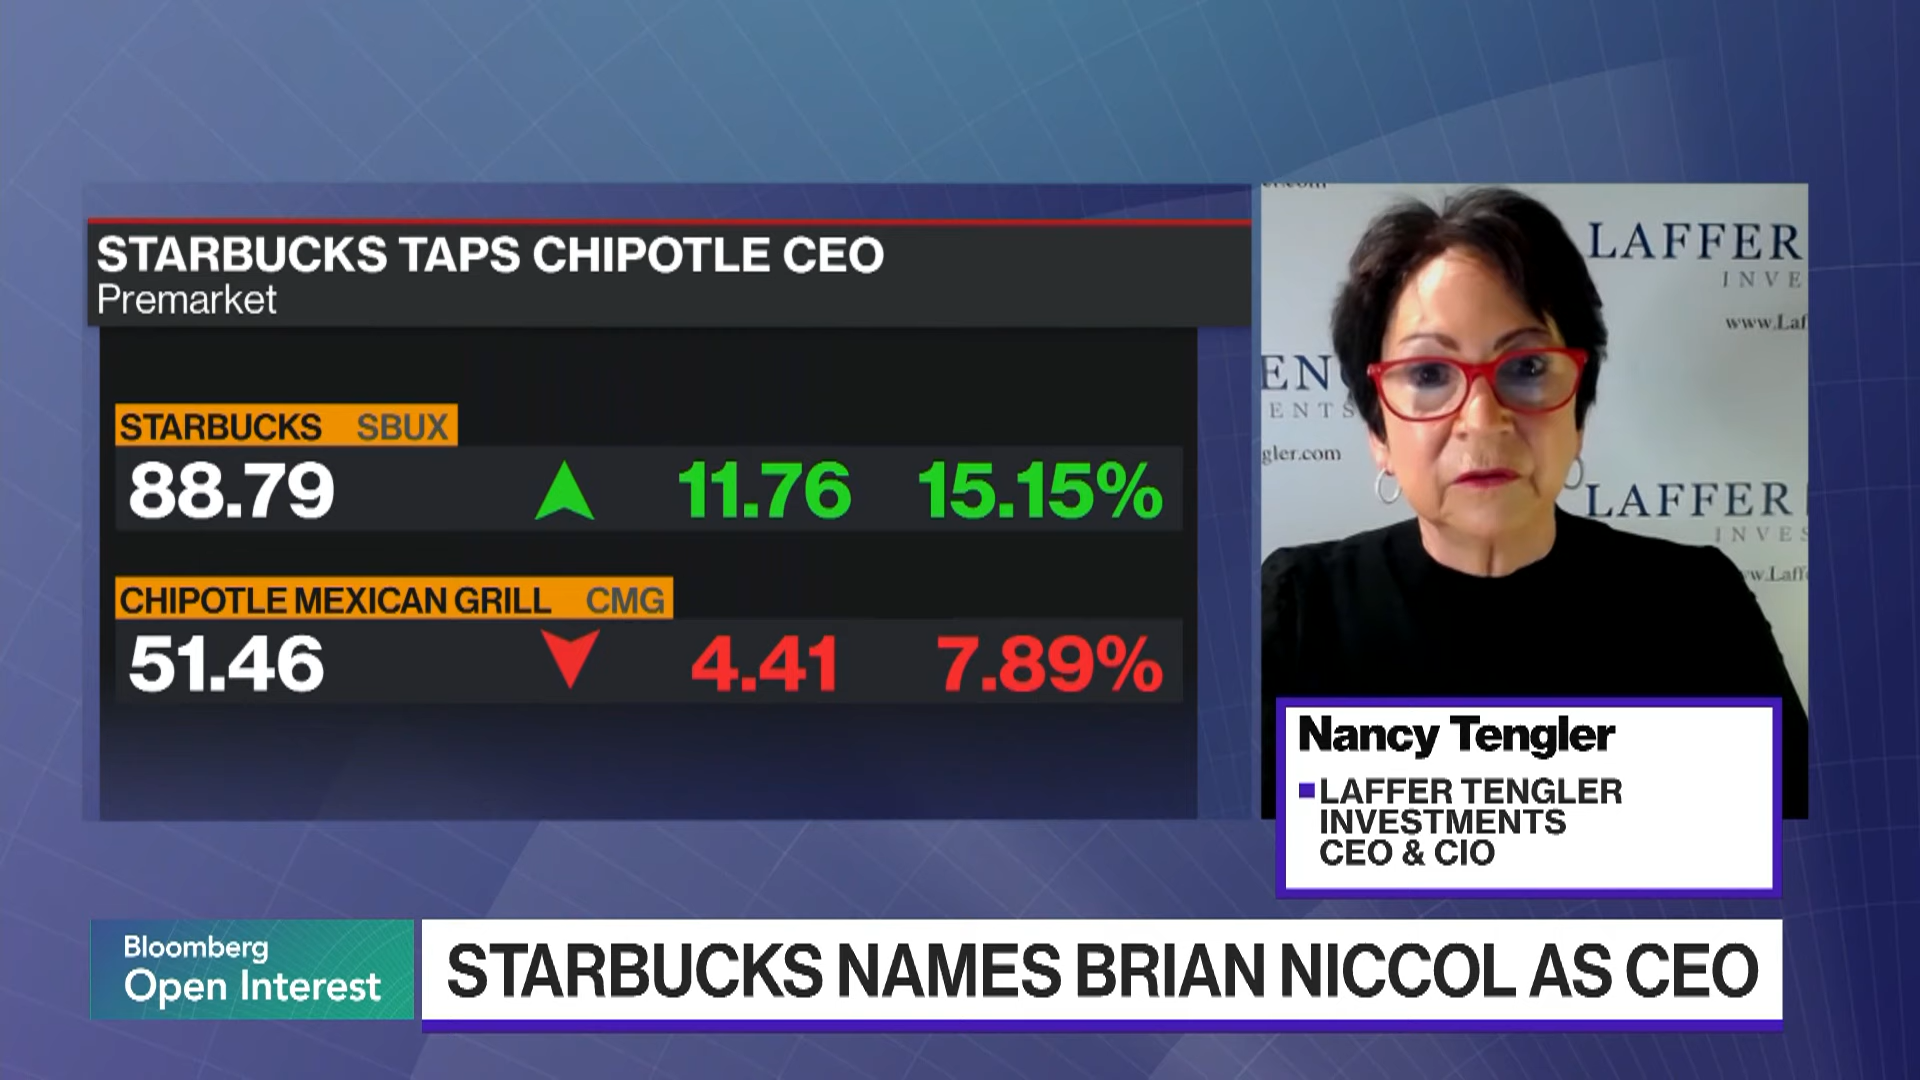 STARBUCKS TAPS CHIPOTLE CEO
Premarket
STARBUCKS SBUX
88.79 11.76 15.15%
CHIPOTLE MEXICAN GRILL CMG
51.46 4.41 7.89%
LAFFER
INVE
www.Laf
EN
ENTS
gler.com
LAFFER
INVES
w.Laff
Nancy Tengler
LAFFER TENGLER
INVESTMENTS
CEO & CIO
Bloomberg
Open Interest
STARBUCKS NAMES BRIAN NICCOL AS CEO